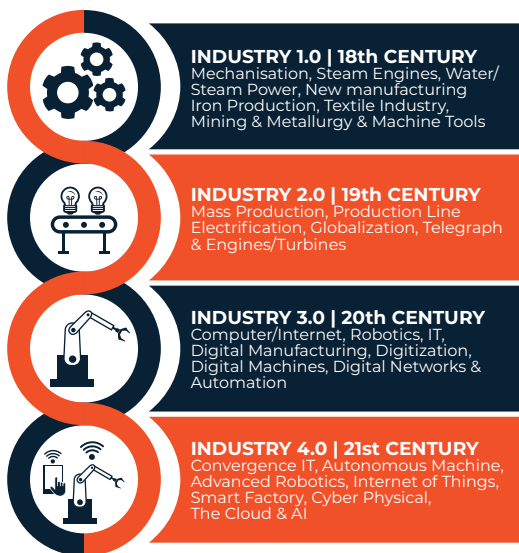 INDUSTRY 1.0 | 18th CENTURY
Mechanisation, Steam Engines, Water/
Steam Power, New manufacturing
Iron Production, Textile Industry,
Mining & Metallurgy & Machine Tools
INDUSTRY 2.0 | 19th CENTURY
Mass Production, Production Line
Electrification, Globalization, Telegraph
& Engines/Turbines
INDUSTRY 3.0 | 20th CENTURY
Computer/Internet, Robotics, IT,
Digital Manufacturing, Digitization,
Digital Machines, Digital Networks &
Automation
INDUSTRY 4.0 | 21st CENTURY
Convergence IT, Autonomous Machine,
Advanced Robotics, Internet of Things,
Smart Factory, Cyber Physical,
The Cloud & AI